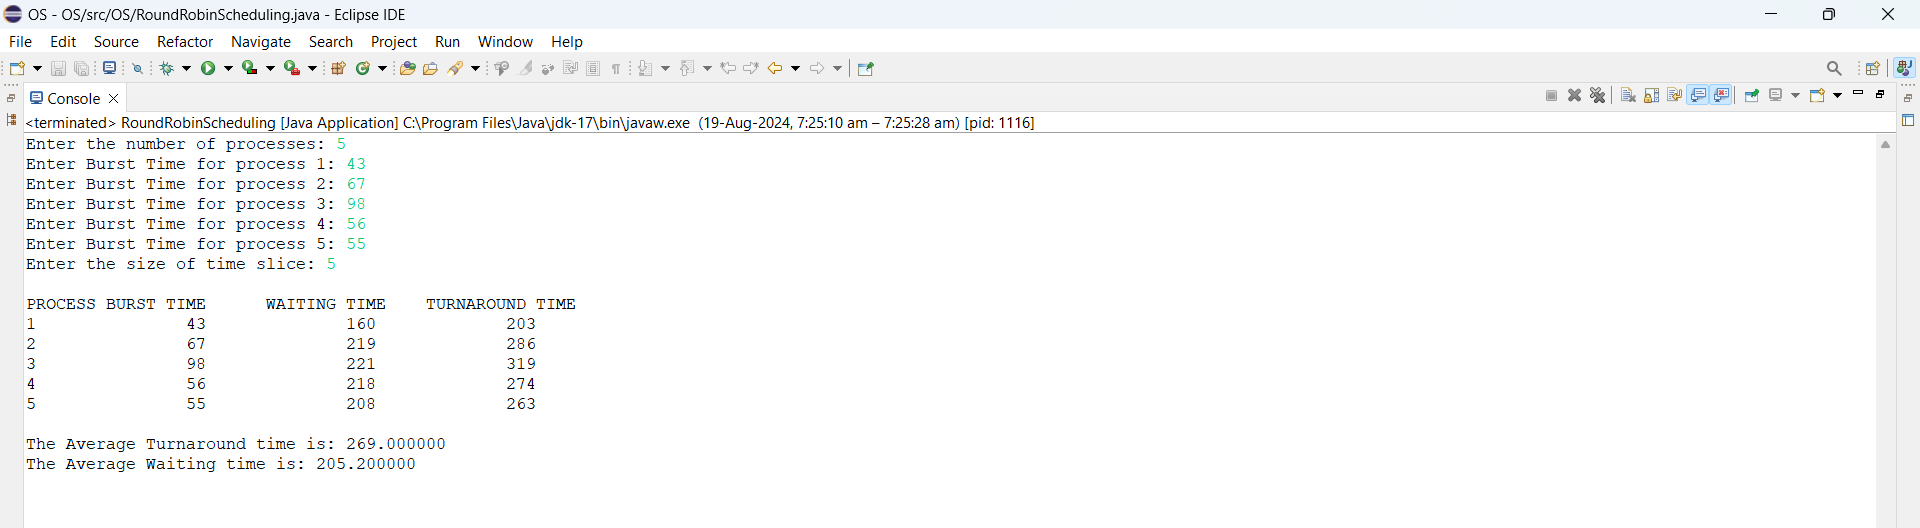 OS - OS/src/OS/RoundRobinScheduling.java - Eclipse IDE
File Edit Source Refactor Navigate Search Project Run Window Help
Console
<terminated> RoundRobinScheduling [Java Application] C:\Program Files\Java\jdk-17\bin\javaw.exe (19-Aug-2024, 7:25:10 am – 7:25:28 am) [pid: 1116]
Enter the number of processes: 5
Enter Burst Time for process 1: 43
Enter Burst Time for process 2: 67
Enter Burst Time for process 3: 98
Enter Burst Time for process 4: 56
Enter Burst Time for process 5: 55
Enter the size of time slice: 5
PROCESS BURST TIME WAITING TIME TURNAROUND TIME
1 43 160 203
2 67 219 286
3 98 221 319
4 56 218 274
5 55 208 263
The Average Turnaround time is: 269.000000
The Average Waiting time is: 205.200000